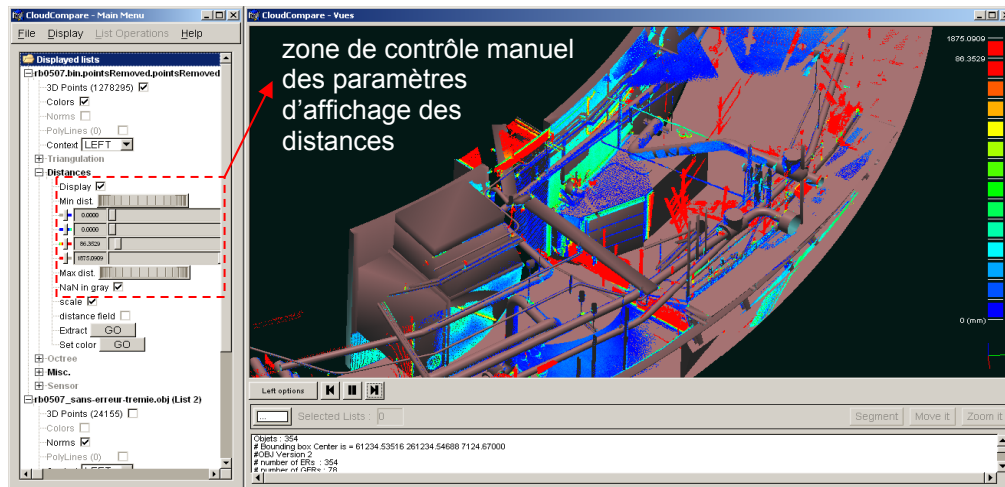 CloudCompare - Main Menu
File Display List Operations Help
Displayed lists
rb0507.bin.pointsRemoved.pointsRemoved
3D Points (1278295)
Colors
Norms
PolyLines (0)
Context LEFT
Triangulation
Distances
Display
Min dist.
0.0000
0.0000
86.3529
1875.0909
Max dist.
NaN in gray
scale
distance field
Extract GO
Set color GO
Octree
Misc.
Sensor
rb0507_sans-erreur-tremie.obj (List 2)
3D Points (24155)
Colors
Norms
PolyLines (0)
CloudCompare - Vues
zone de contrôle manuel
des paramètres
d'affichage des
distances
1875.0909
86.3529
0 (mm)
Left options
... Selected Lists : 0 Segment Move it Zoom it
Objets : 354
# Bounding box Center is = 61234.53516 261234.54688 7124.67000
#OBJ Version 2
# number of ERs : 354
# number of GERs : 78